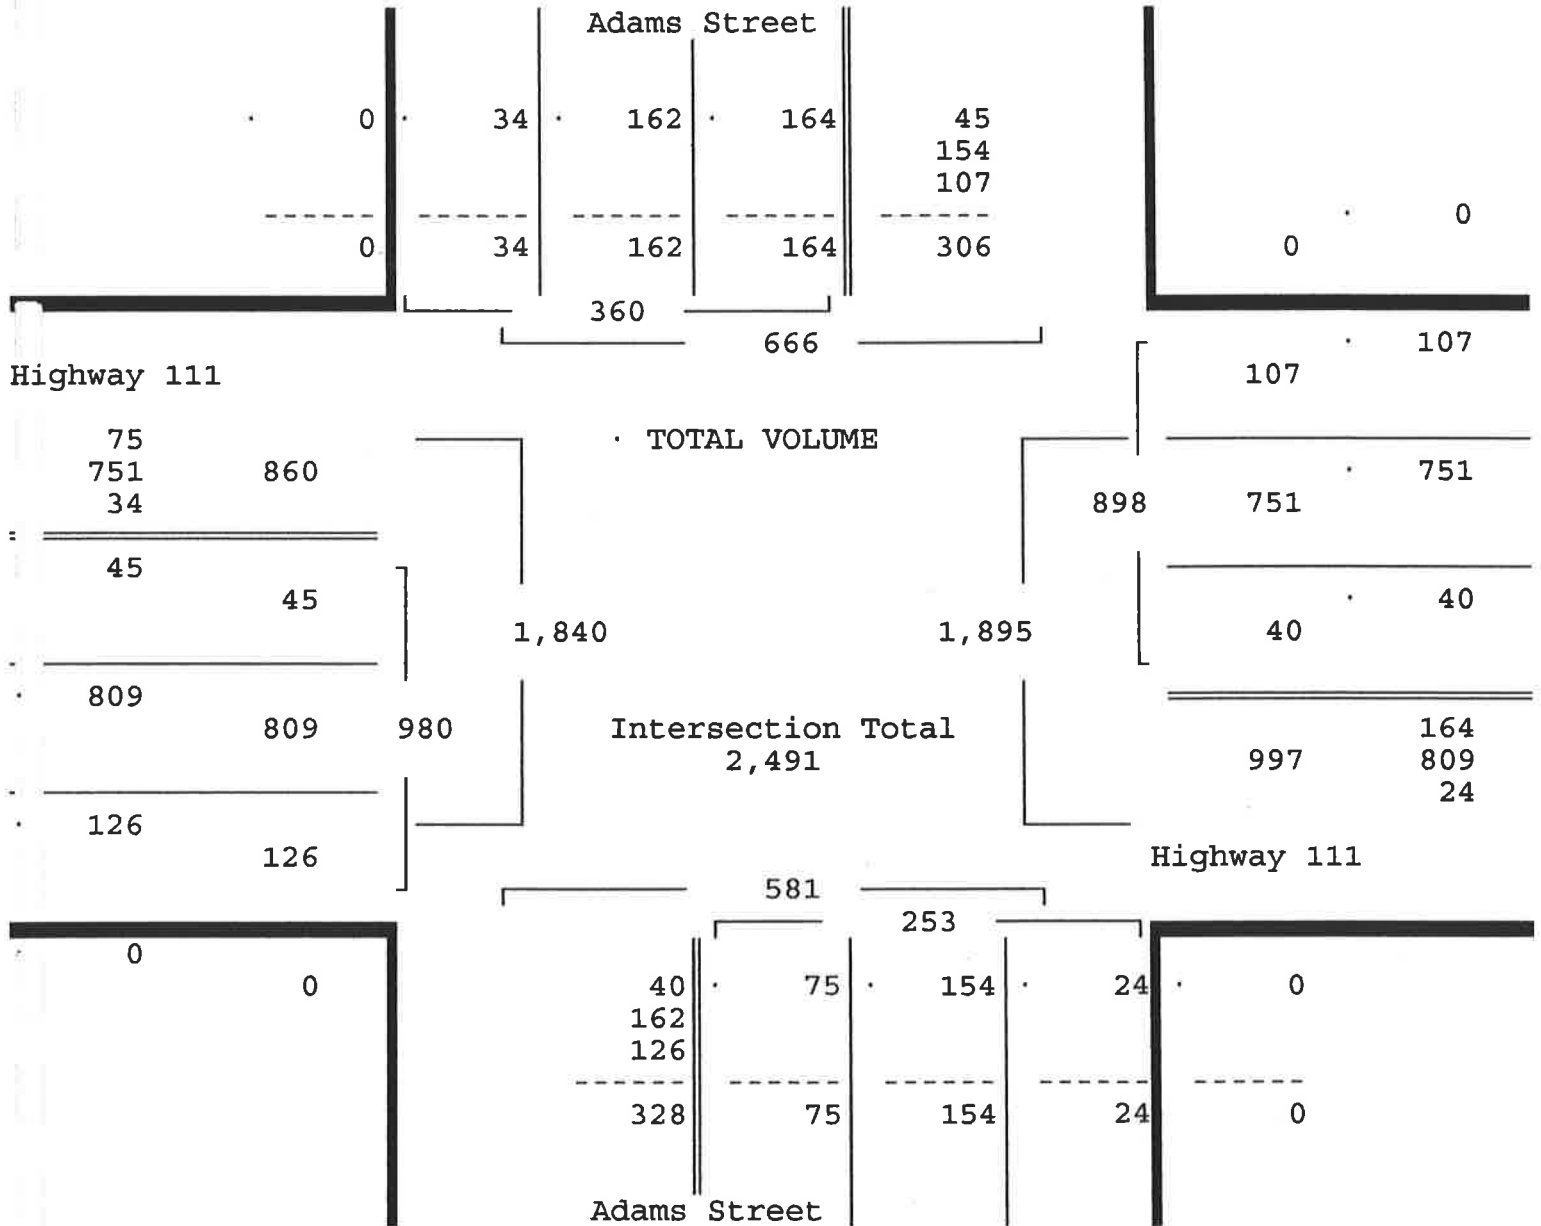 Adams Street
0 34 162 164 45
154
107
0
0 34 162 164 306 0
360
666 107
Highway 111 107
75 TOTAL VOLUME
751 860 751
34 898 751
45
45 40
1,840 1,895 40
809
809 980 Intersection Total 164
2,491 997 809
24
126
126 Highway 111
581
253
0
0 40 75 154 24 0
162
126
328 75 154 24 0
Adams Street